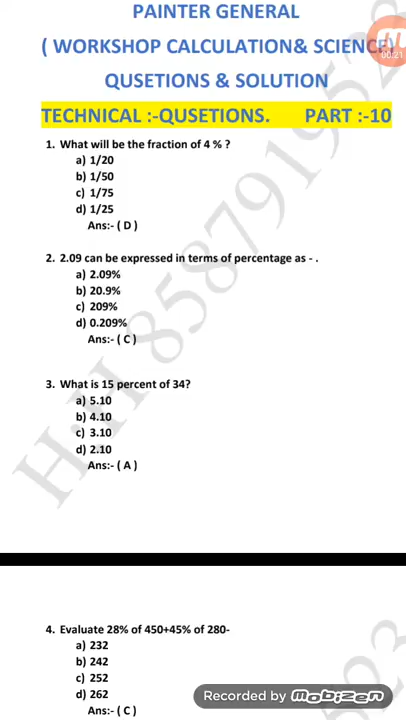 PAINTER GENERAL
( WORKSHOP CALCULATION& SCIENCE)
00:21
QUSETIONS & SOLUTION
TECHNICAL :-QUSETIONS. PART :-10
1. What will be the fraction of 4 % ?
a) 1/20
b) 1/50
c) 1/75
d) 1/25
Ans:- ( D )
2. 2.09 can be expressed in terms of percentage as - .
a) 2.09%
b) 20.9%
c) 209%
d) 0.209%
Ans:- ( C )
3. What is 15 percent of 34?
a) 5.10
b) 4.10
c) 3.10
d) 2.10
Ans:- ( A )
H.H 8587919523
4. Evaluate 28% of 450+45% of 280-
a) 232
b) 242
c) 252
d) 262
Ans:- ( C )
Recorded by Mobizen